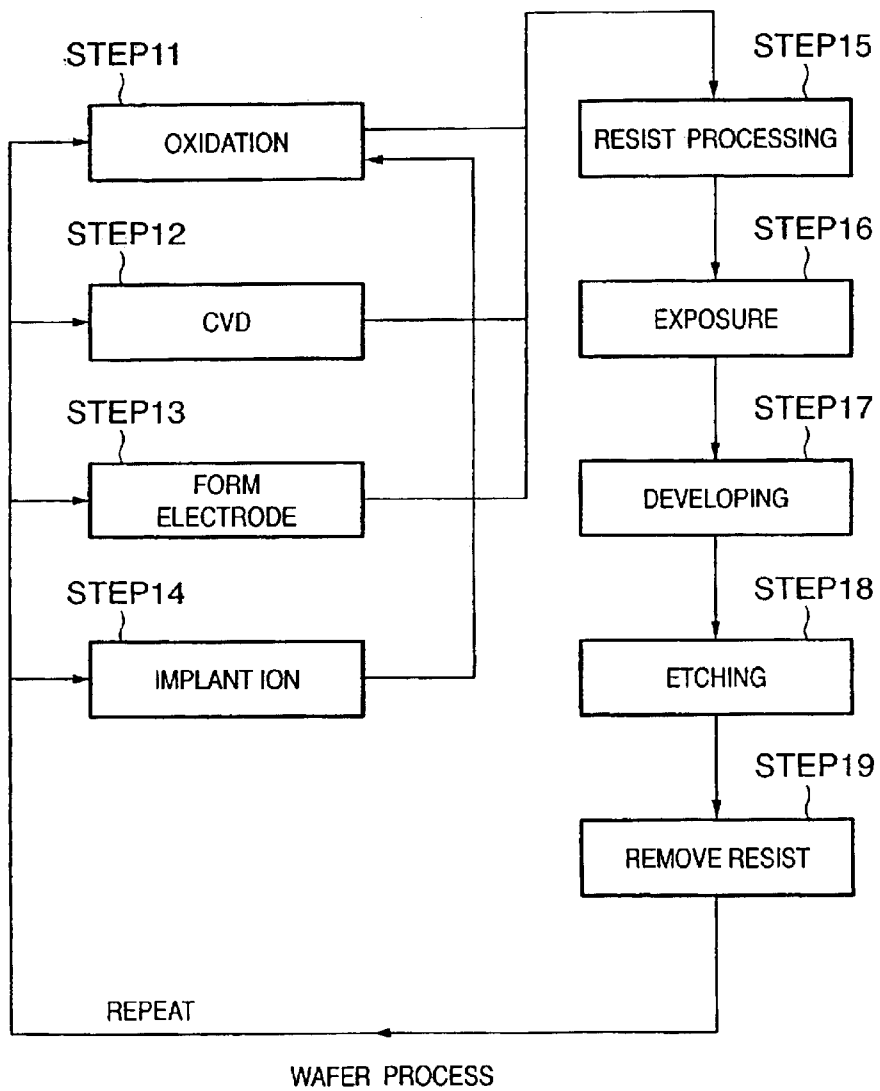 STEP11
OXIDATION
STEP12
CVD
STEP13
FORM
ELECTRODE
STEP14
IMPLANT ION
STEP15
RESIST PROCESSING
STEP16
EXPOSURE
STEP17
DEVELOPING
STEP18
ETCHING
STEP19
REMOVE RESIST
REPEAT
WAFER PROCESS